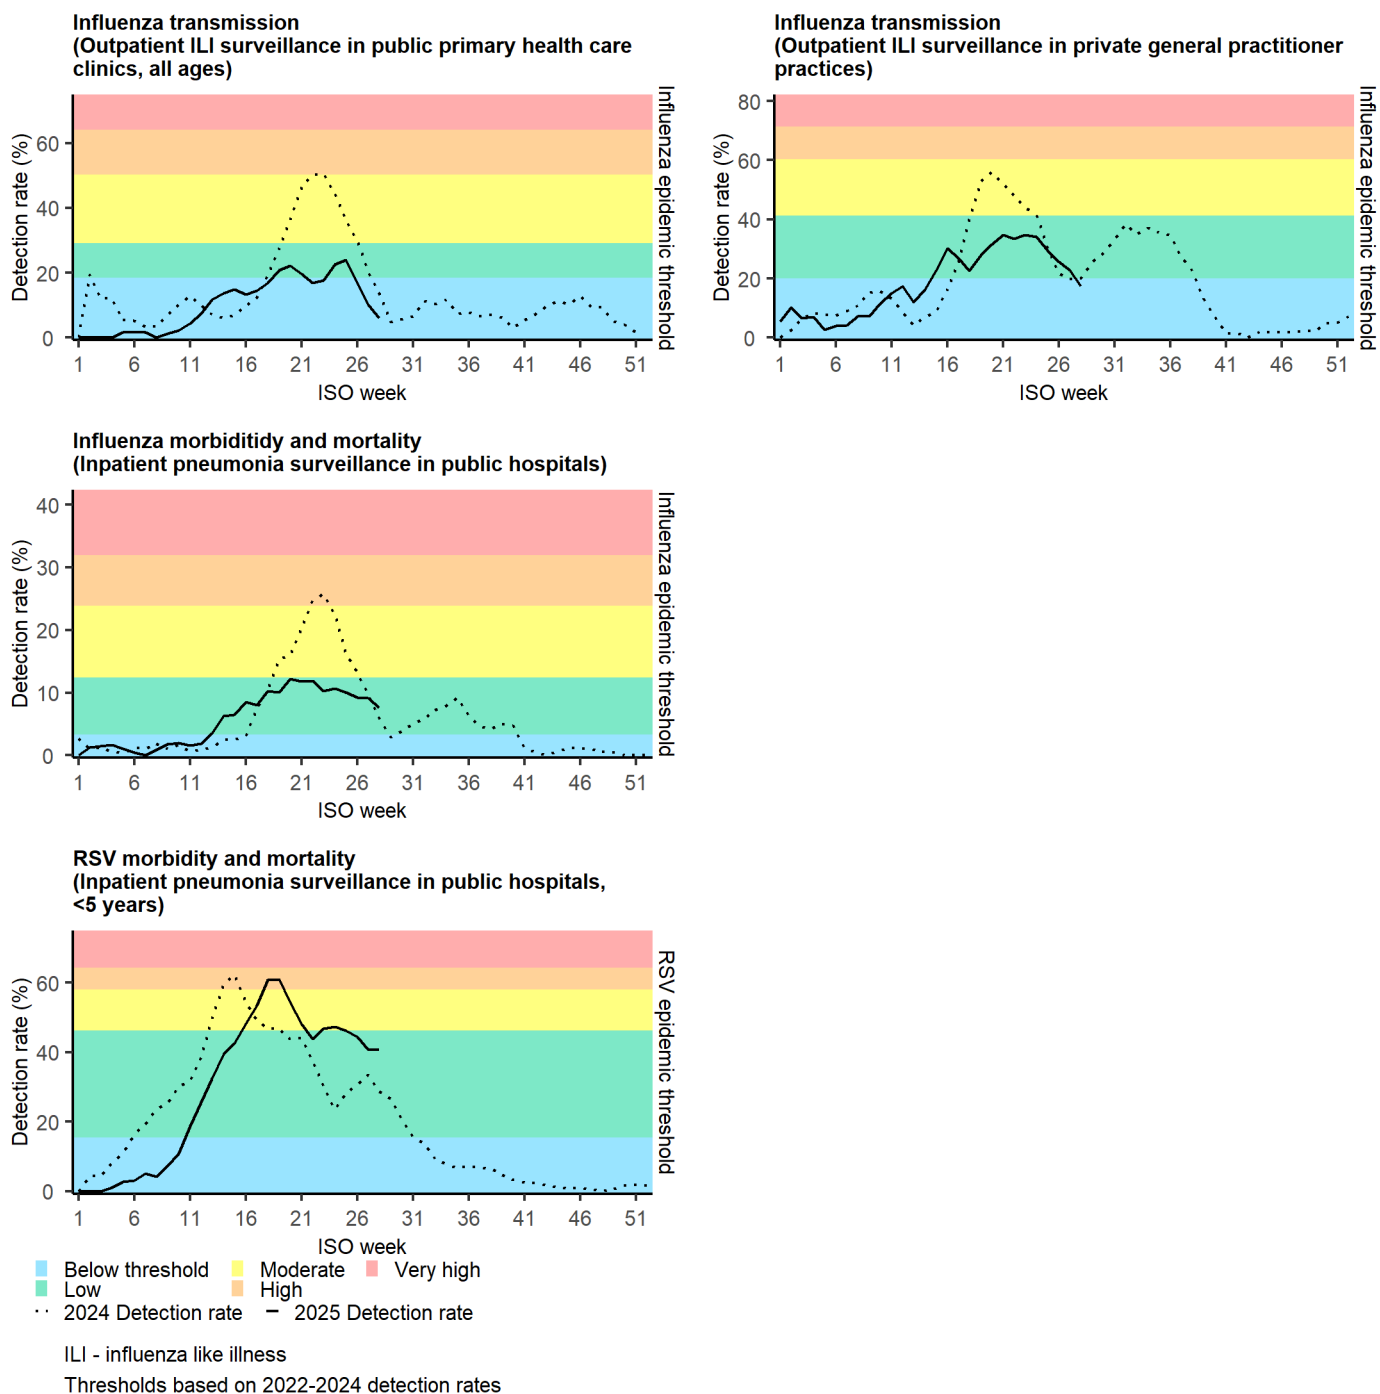 Influenza transmission
(Outpatient ILI surveillance in public primary health care
clinics, all ages)
Detection rate (%)
60
40
20
0
1 6 11 16 21 26 31 36 41 46 51
ISO week
Influenza epidemic threshold
Influenza transmission
(Outpatient ILI surveillance in private general practitioner
practices)
Detection rate (%)
80
60
40
20
0
1 6 11 16 21 26 31 36 41 46 51
ISO week
Influenza epidemic threshold
Influenza morbiditidy and mortality
(Inpatient pneumonia surveillance in public hospitals)
Detection rate (%)
40
30
20
10
0
1 6 11 16 21 26 31 36 41 46 51
ISO week
Influenza epidemic threshold
RSV morbidity and mortality
(Inpatient pneumonia surveillance in public hospitals,
<5 years)
Detection rate (%)
60
40
20
0
1 6 11 16 21 26 31 36 41 46 51
ISO week
RSV epidemic threshold
Below threshold Moderate Very high
Low High
2024 Detection rate 2025 Detection rate
ILI - influenza like illness
Thresholds based on 2022-2024 detection rates